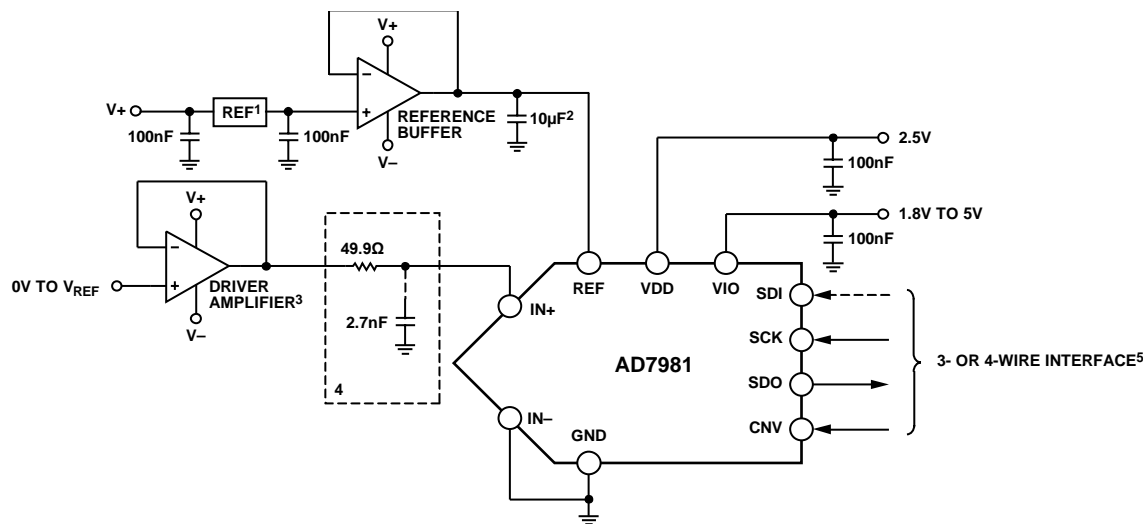 V+
−
+
V−
REFERENCE
BUFFER
V+
REF1
100nF
100nF
10µF2
2.5V
100nF
1.8V TO 5V
100nF
V+
−
+
V−
0V TO VREF
DRIVER
AMPLIFIER3
49.9Ω
2.7nF
4
REF
VDD
VIO
IN+
IN−
GND
AD7981
SDI
SCK
SDO
CNV
3- OR 4-WIRE INTERFACE5